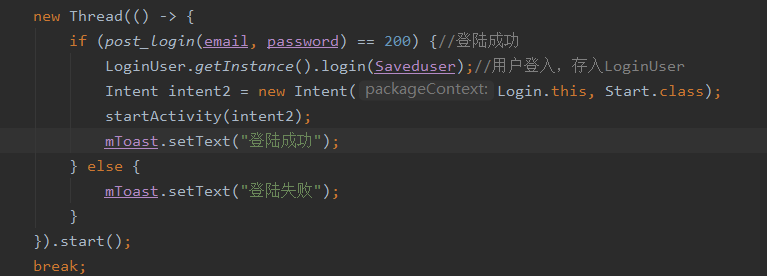 new Thread(() -> {
if (post_login(email, password) == 200) {//登陆成功
LoginUser.getInstance().login(Saveduser);//用户登入，存入LoginUser
Intent intent2 = new Intent( packageContext: Login.this, Start.class);
startActivity(intent2);
mToast.setText("登陆成功");
} else {
mToast.setText("登陆失败");
}
}).start();
break;